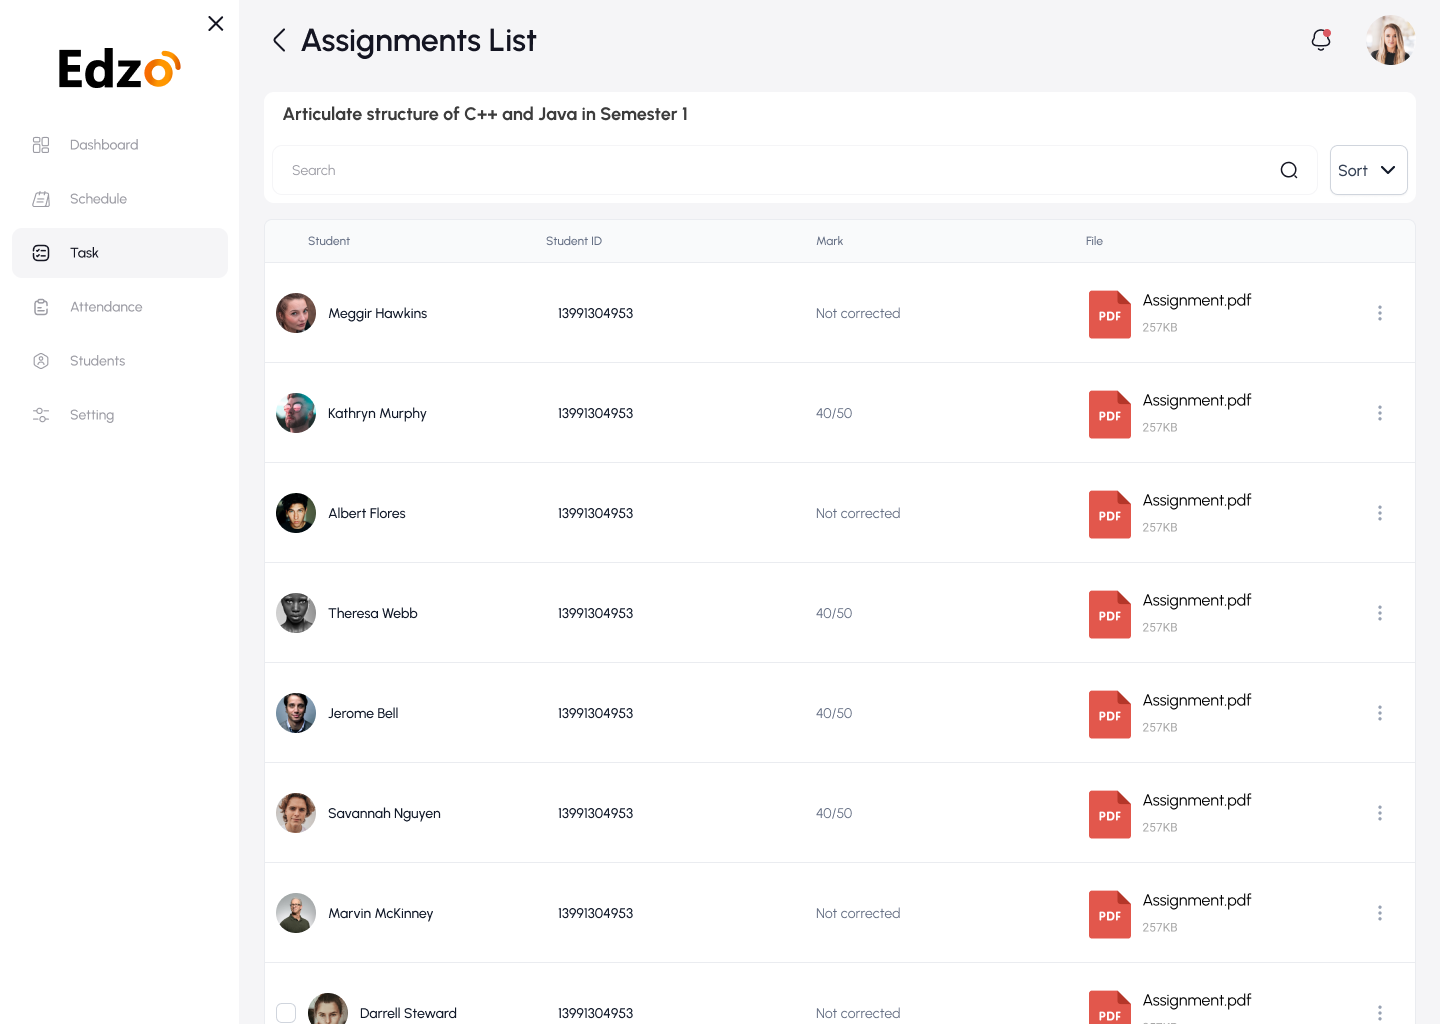 Edzo
Dashboard
Schedule
Task
Attendance
Students
Setting
Assignments List
Articulate structure of C++ and Java in Semester 1
Search
Sort
Student Student ID Mark File
Meggir Hawkins 13991304953 Not corrected PDF Assignment.pdf
257KB
Kathryn Murphy 13991304953 40/50 PDF Assignment.pdf
257KB
Albert Flores 13991304953 Not corrected PDF Assignment.pdf
257KB
Theresa Webb 13991304953 40/50 PDF Assignment.pdf
257KB
Jerome Bell 13991304953 40/50 PDF Assignment.pdf
257KB
Savannah Nguyen 13991304953 40/50 PDF Assignment.pdf
257KB
Marvin McKinney 13991304953 Not corrected PDF Assignment.pdf
257KB
Darrell Steward 13991304953 Not corrected PDF Assignment.pdf